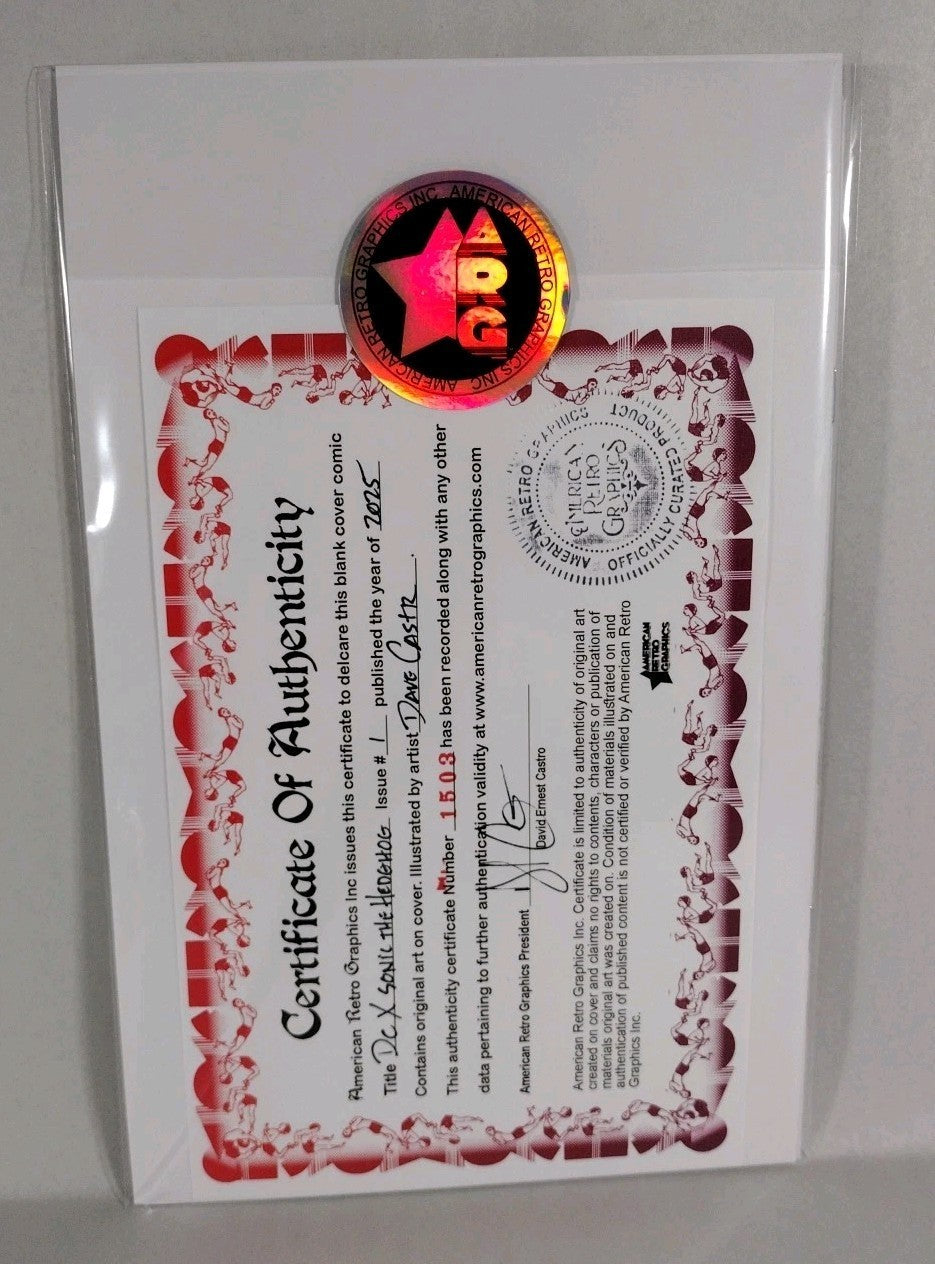 AMERICAN RETRO GRAPHICS INC. AMERICAN RETRO GRAPHICS INC.
Certificate Of Authenticity
American Retro Graphics Inc issues this certificate to delcare this blank cover comic
Title DC X SONIC THE HEDGEHOG Issue # 1 published the year of 2025
Contains original art on cover. Illustrated by artist DAVE CASTR.
This authenticity certificate Number 1503 has been recorded along with any other
data pertaining to further authentication validity at www.americanretrographics.com
American Retro Graphics President
David Ernest Castro
American Retro Graphics Inc. Certificate is limited to authenticity of original art
created on cover and claims no rights to contents, characters or publication of
materials original art was created on. Condition of materials illustrated on and
authentication of published content is not certified or verified by American Retro
Graphics Inc.
AMERICAN
RETRO
GRAPHICS
AMERICAN RETRO GRAPHICS
AMERICAN
RETRO
GRAPHICS
OFFICIALLY CURATED PRODUCT